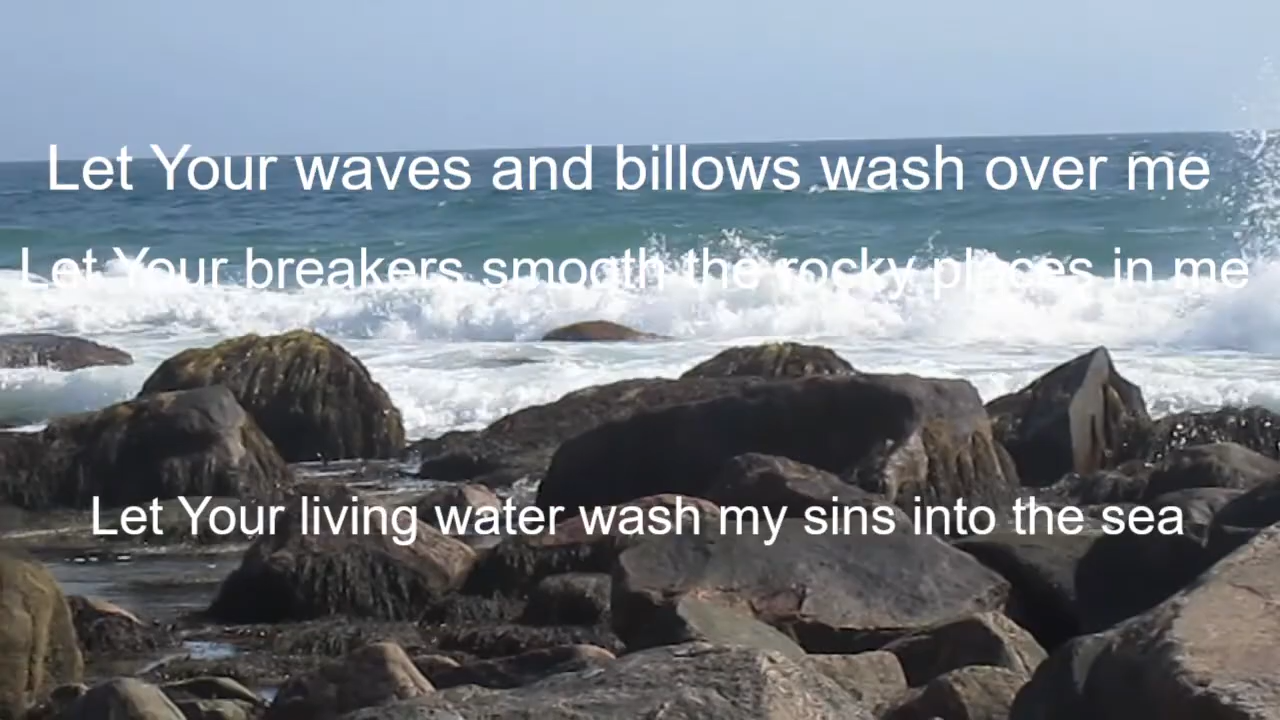 Let Your waves and billows wash over me
Let Your breakers smooth the rocky places in me
Let Your living water wash my sins into the sea